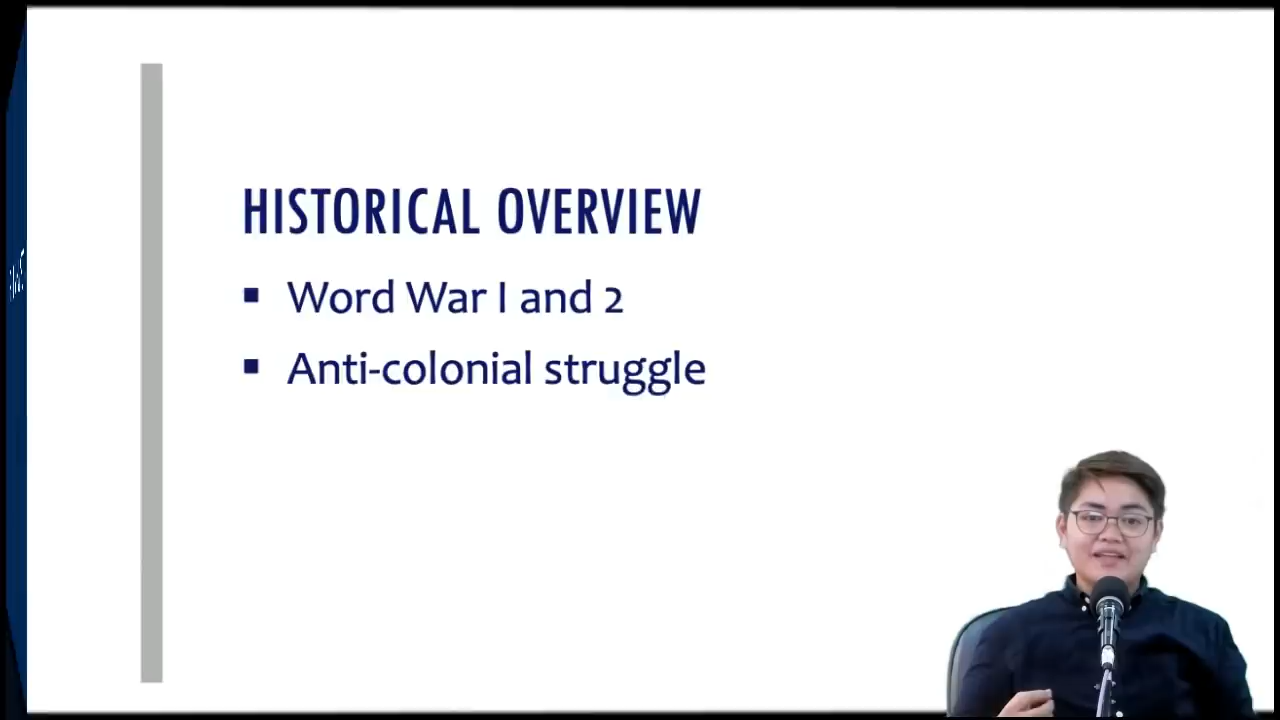 HISTORICAL OVERVIEW
▪ Word War I and 2
▪ Anti-colonial struggle